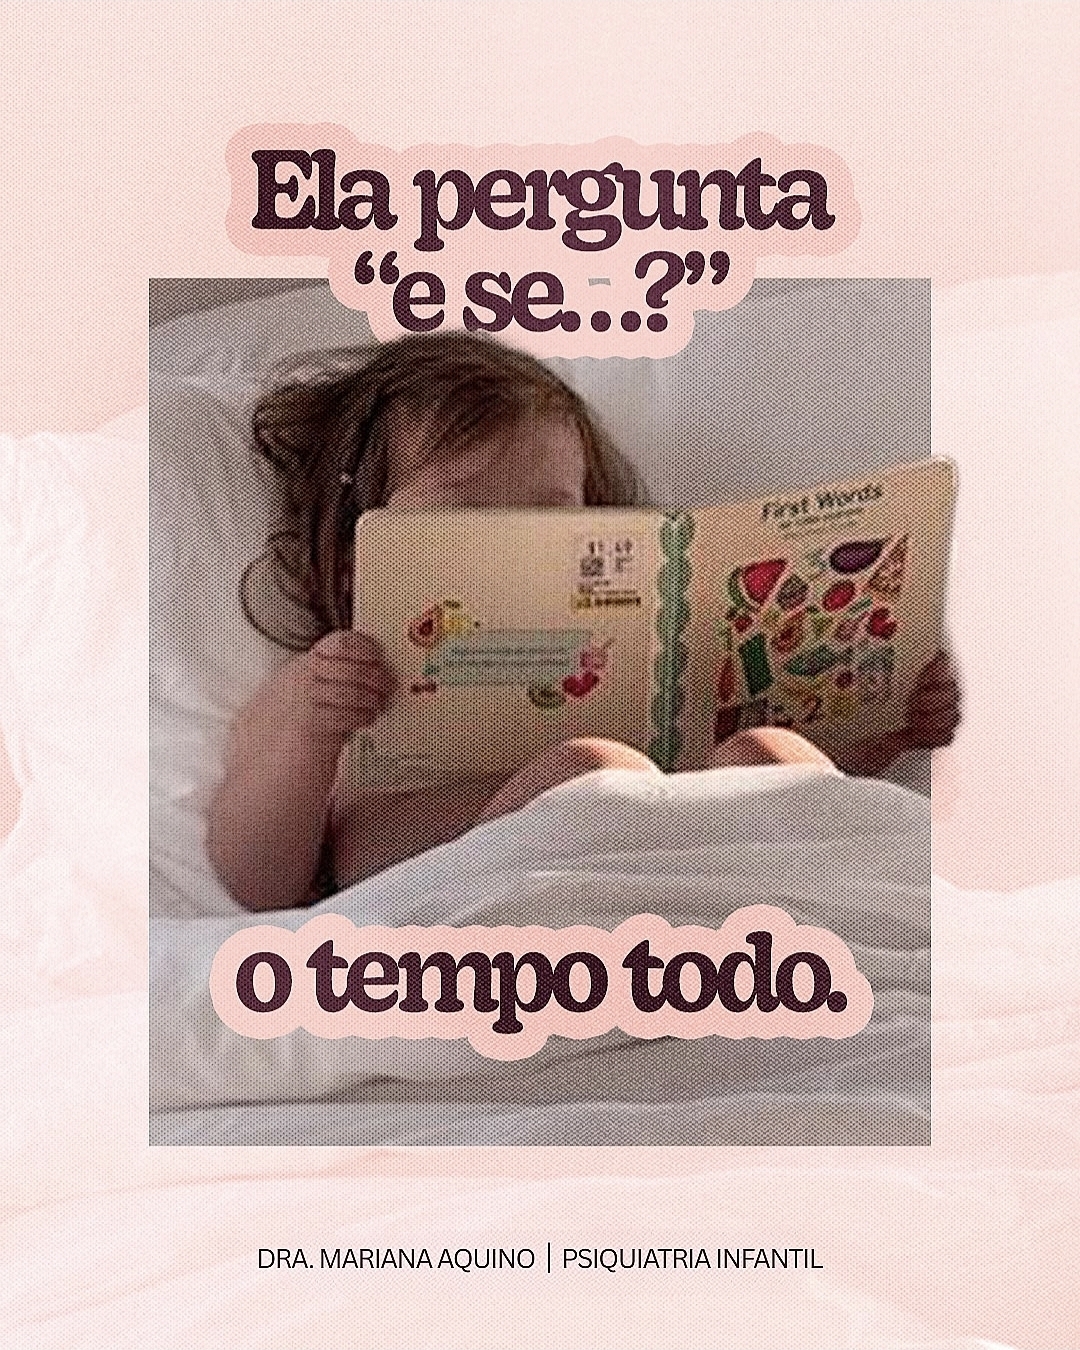 Ela pergunta
“e se...?”
First Words
o tempo todo.
DRA. MARIANA AQUINO | PSIQUIATRIA INFANTIL